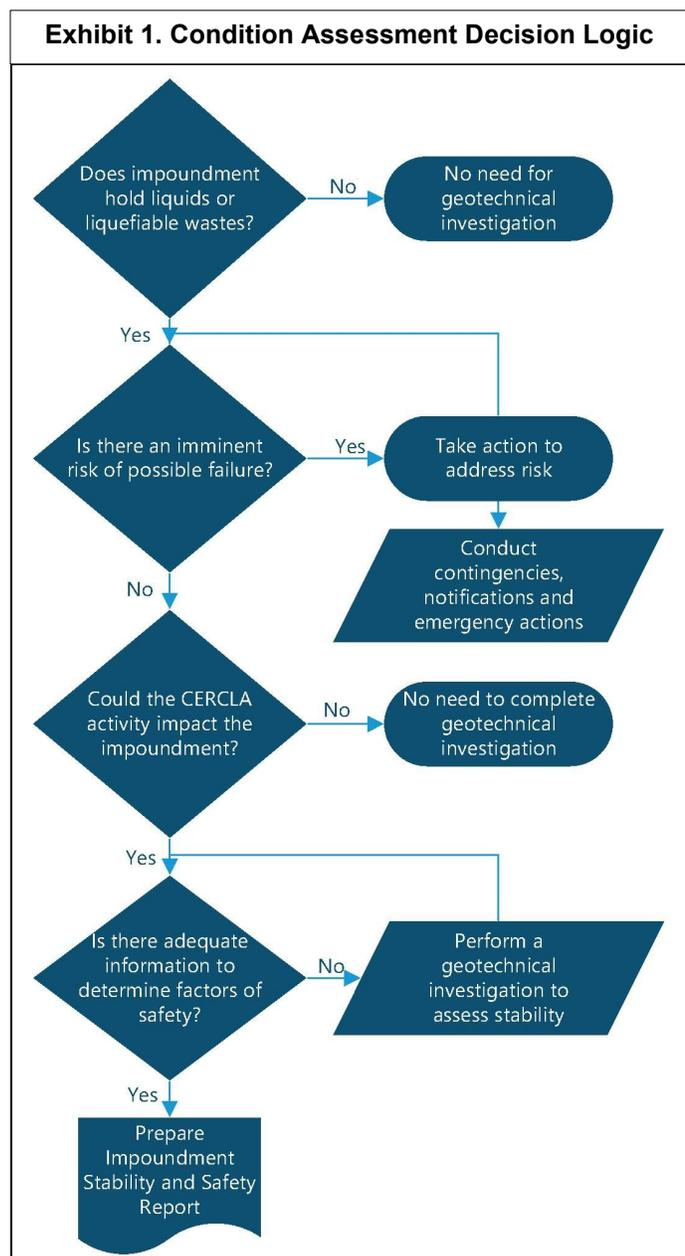 Exhibit 1. Condition Assessment Decision Logic
Does impoundment
hold liquids or
liquefiable wastes?
No
No need for
geotechnical
investigation
Yes
Is there an imminent
risk of possible failure?
Yes
Take action to
address risk
Conduct
contingencies,
notifications and
emergency actions
No
Could the CERCLA
activity impact the
impoundment?
No
No need to complete
geotechnical
investigation
Yes
Is there adequate
information to
determine factors of
safety?
No
Perform a
geotechnical
investigation to
assess stability
Yes
Prepare
Impoundment
Stability and Safety
Report